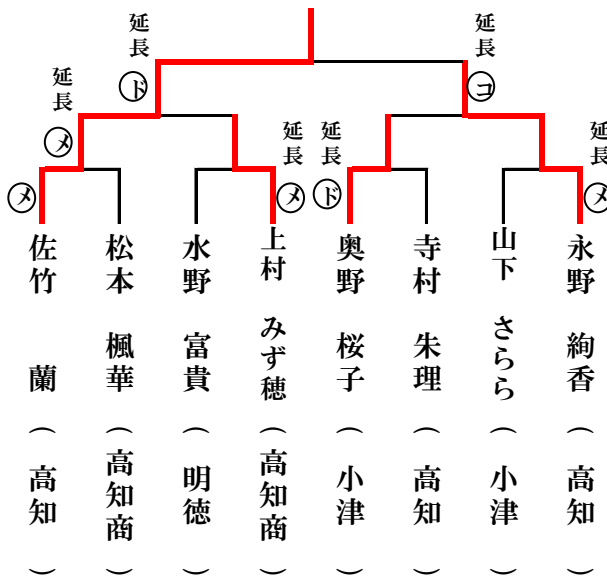 延長
延長
ド
コ
延長
メ
延長
延長
延長
メ
メ
ド
メ
佐竹 蘭 (高知)
松本 楓華 (高知商)
水野 富貴 (明徳)
上村 みず穂 (高知商)
奥野 桜子 (小津)
寺村 朱理 (高知)
山下 さらら (小津)
永野 絢香 (高知)